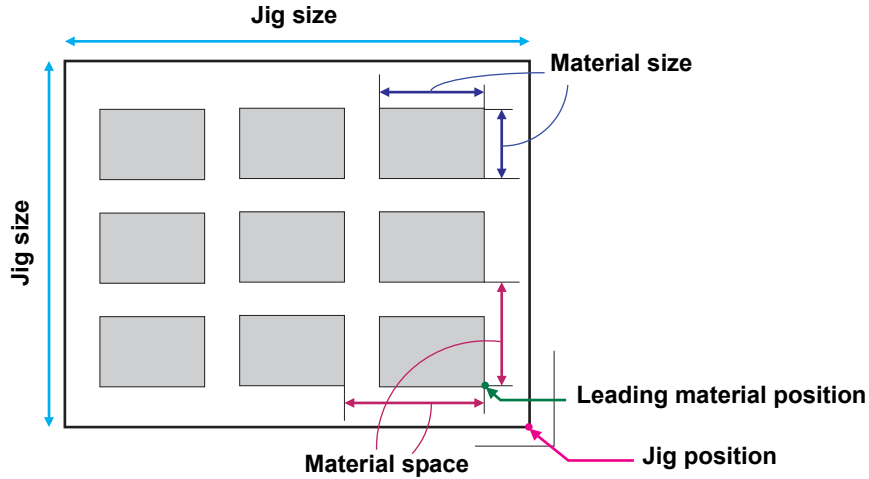 Jig size
Material size
Jig size
Leading material position
Jig position
Material space